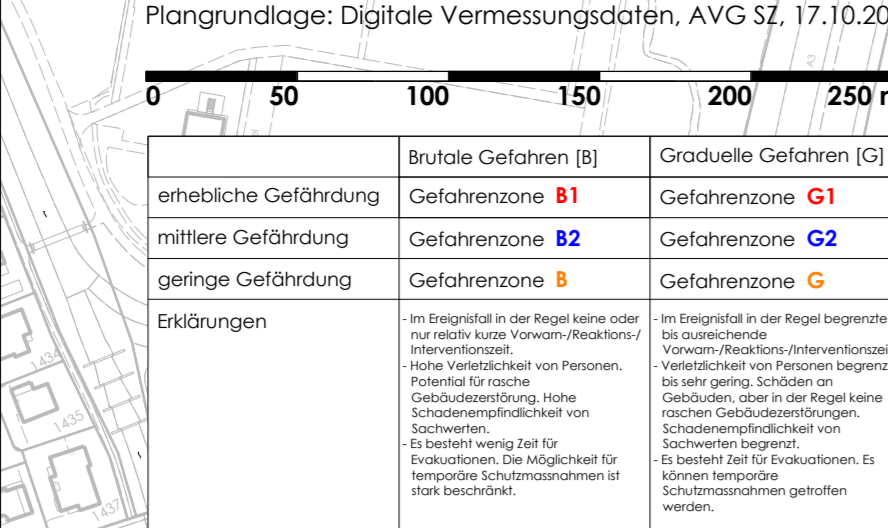 Plangrundlage: Digitale Vermessungsdaten, AVG SZ, 17.10.20
0 50 100 150 200 250 m
A3
Brutale Gefahren [B] Graduelle Gefahren [G]
erhebliche Gefährdung Gefahrenzone B1 Gefahrenzone G1
mittlere Gefährdung Gefahrenzone B2 Gefahrenzone G2
geringe Gefährdung Gefahrenzone B Gefahrenzone G
Erklärungen
- Im Ereignisfall in der Regel keine oder
nur relativ kurze Vorwarn-/Reaktions-/
Interventionszeit.
- Hohe Verletzlichkeit von Personen.
Potential für rasche
Gebäudezerstörung. Hohe
Schadenempfindlichkeit von
Sachwerten.
- Es besteht wenig Zeit für
Evakuationen. Die Möglichkeit für
temporäre Schutzmassnahmen ist
stark beschränkt.
- Im Ereignisfall in der Regel begrenzte
bis ausreichende
Vorwarn-/Reaktions-/Interventionszei
- Verletzlichkeit von Personen begrenz
bis sehr gering. Schäden an
Gebäuden, aber in der Regel keine
raschen Gebäudezerstörungen.
Schadenempfindlichkeit von
Sachwerten begrenzt.
- Es besteht Zeit für Evakuationen. Es
können temporäre
Schutzmassnahmen getroffen
werden.
1434
1435
1437